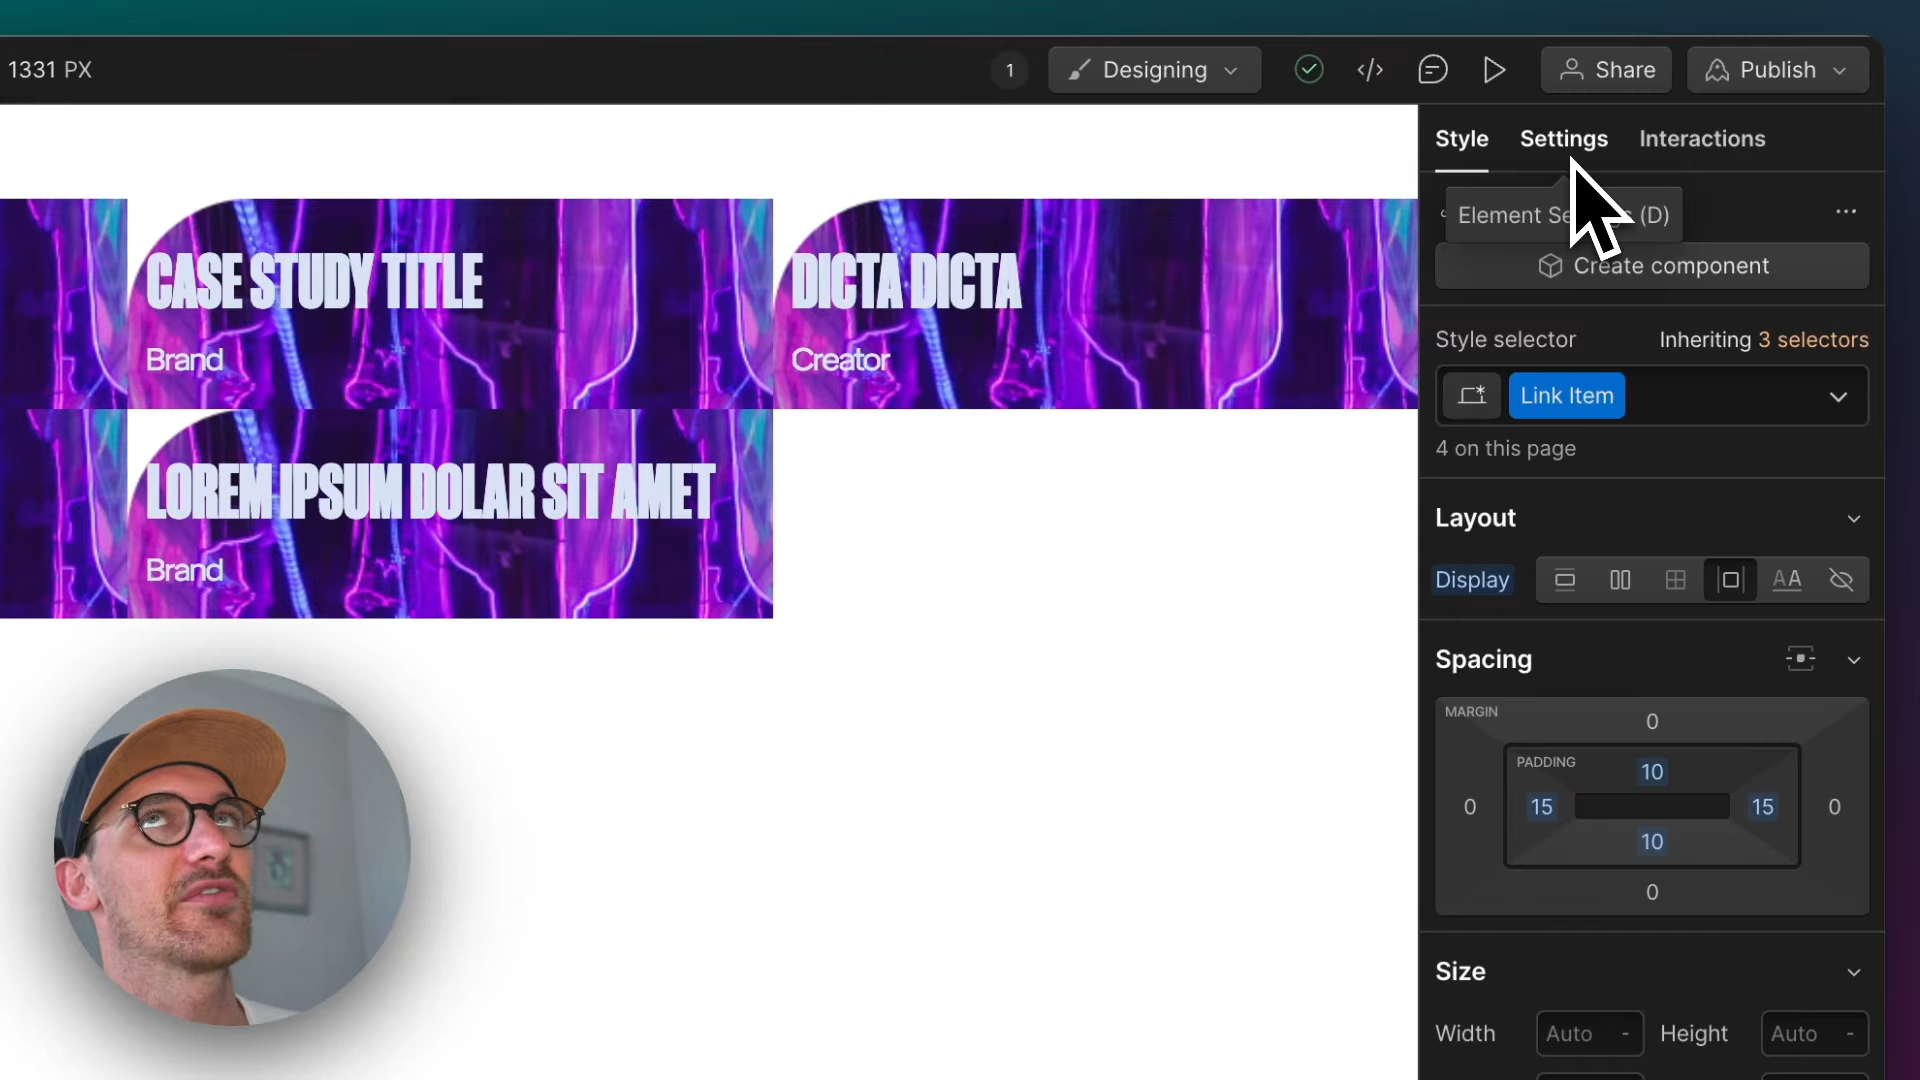 1331 PX
1
Designing
Share
Publish
Style
Settings
Interactions
(D)
Create component
CASE STUDY TITLE
Brand
DICTA DICTA
Creator
LOREM IPSUM DOLAR SIT AMET
Brand
Style selector
Inheriting 3 selectors
Link Item
4 on this page
Layout
Display
AA
Spacing
MARGIN
0
PADDING
10
0
15
15
0
10
0
Size
Width
Auto
-
Height
Auto
-